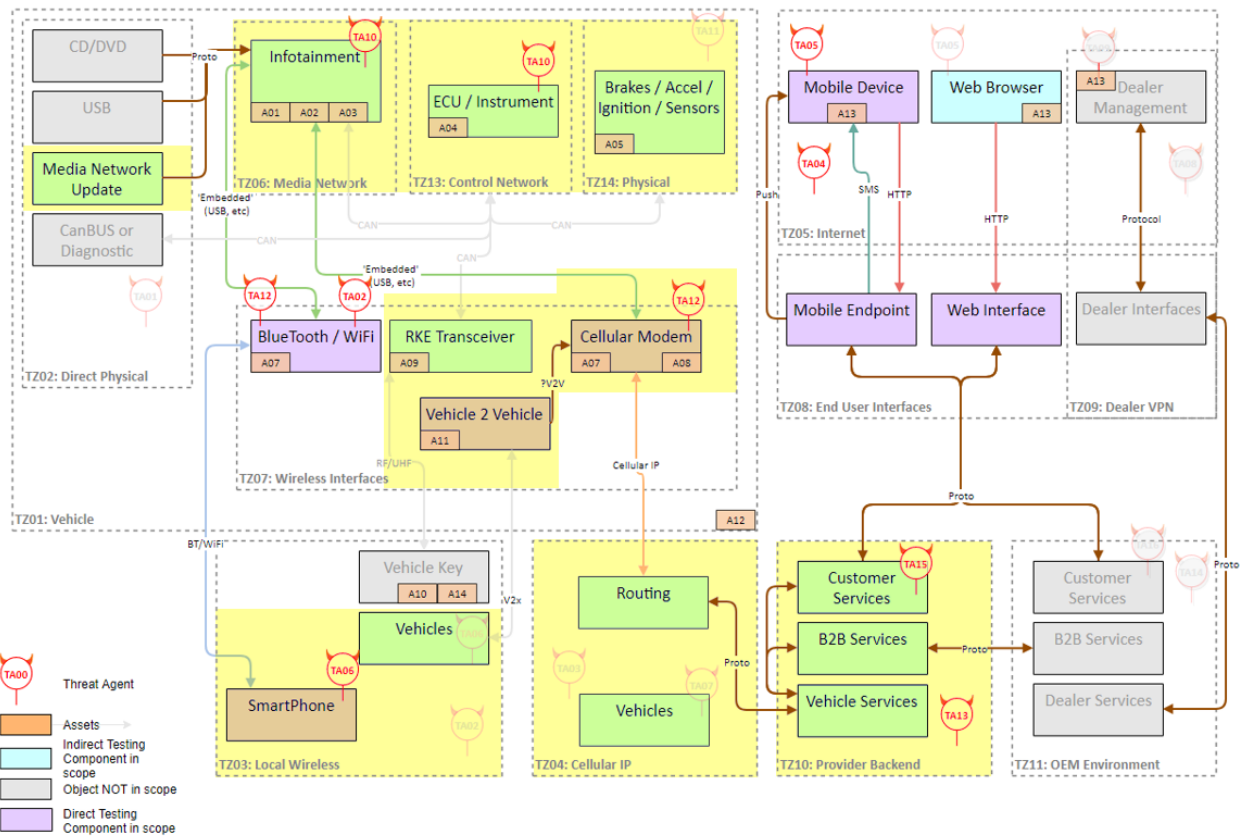 CD/DVD
USB
Media Network
Update
CanBUS or
Diagnostic
TA01
TZ02: Direct Physical
Proto
'Embedded'
(USB, etc)
TA10
Infotainment
A01
A02
A03
TZ06: Media Network
TA10
ECU / Instrument
A04
TZ13: Control Network
TA11
Brakes / Accel /
Ignition / Sensors
A05
TZ14: Physical
CAN
CAN
CAN
CAN
'Embedded'
(USB, etc)
TA12
TA02
BlueTooth / WiFi
A07
RKE Transceiver
A09
TA12
Cellular Modem
A07
A08
?V2V
Vehicle 2 Vehicle
A11
RF/UHF
Cellular IP
TZ07: Wireless Interfaces
TZ01: Vehicle
A12
TA05
Mobile Device
A13
TA04
TA05
Web Browser
A13
A13
Dealer
Management
TA08
Push
SMS
HTTP
HTTP
Protocol
TZ05: Internet
Mobile Endpoint
Web Interface
Dealer Interfaces
TZ08: End User Interfaces
TZ09: Dealer VPN
BT/WiFi
Vehicle Key
A10
A14
V2x
Vehicles
TA06
SmartPhone
TA02
TZ03: Local Wireless
Routing
Proto
TA03
TA07
Vehicles
TZ04: Cellular IP
Proto
TA15
Customer
Services
B2B Services
Vehicle Services
TA13
TZ10: Provider Backend
Proto
TA14
Customer
Services
B2B Services
Dealer Services
TZ11: OEM Environment
Proto
TA00
Threat Agent
Assets
Indirect Testing
Component in
scope
Object NOT in scope
Direct Testing
Component in scope